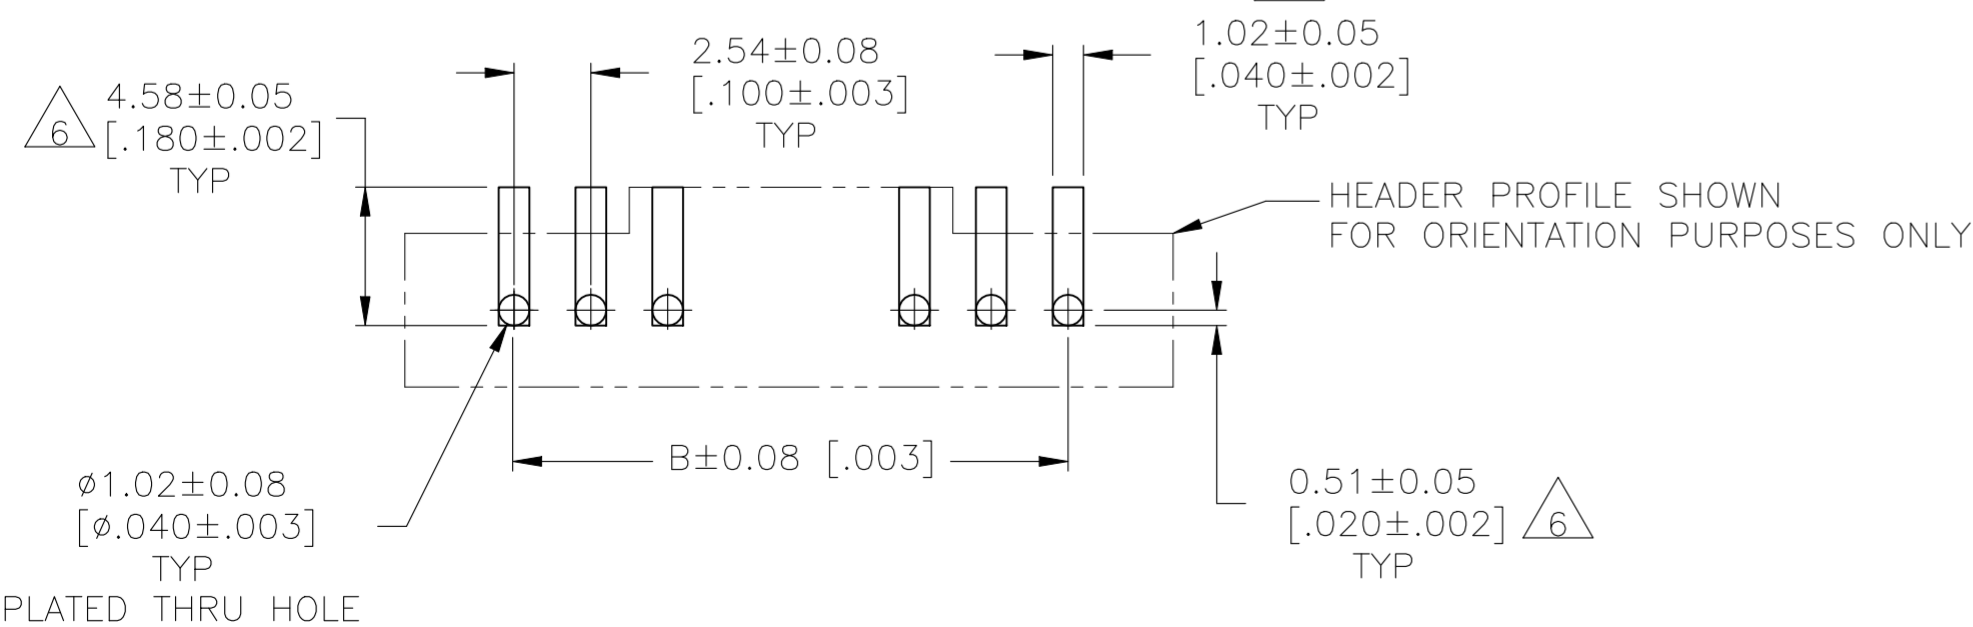 2.54±0.08
[.100±.003]
TYP
1.02±0.05
[.040±.002]
TYP
4.58±0.05
6 [.180±.002]
TYP
HEADER PROFILE SHOWN
FOR ORIENTATION PURPOSES ONLY
B±0.08 [.003]
ø1.02±0.08
[ø.040±.003]
TYP
PLATED THRU HOLE
0.51±0.05
[.020±.002] 6
TYP